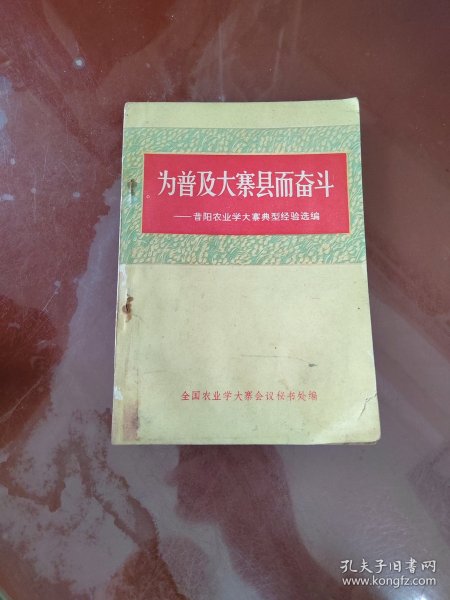 为普及大寨县而奋斗
——昔阳农业学大寨典型经验选编
全国农业学大寨会议秘书处编
孔夫子旧书网
www.kongfz.com